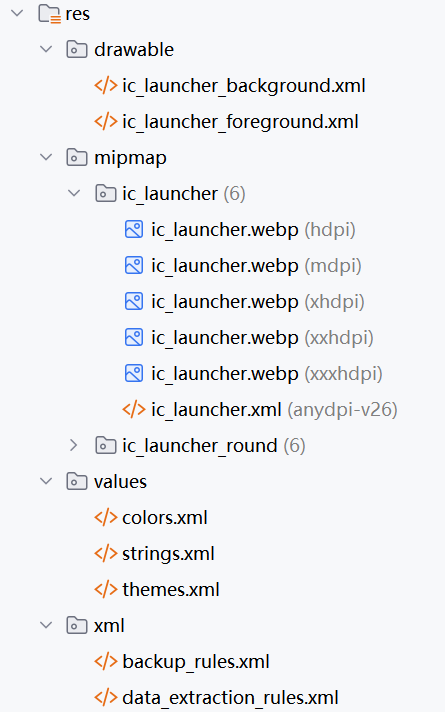 res
drawable
ic_launcher_background.xml
ic_launcher_foreground.xml
mipmap
ic_launcher (6)
ic_launcher.webp (hdpi)
ic_launcher.webp (mdpi)
ic_launcher.webp (xhdpi)
ic_launcher.webp (xxhdpi)
ic_launcher.webp (xxxhdpi)
ic_launcher.xml (anydpi-v26)
ic_launcher_round (6)
values
colors.xml
strings.xml
themes.xml
xml
backup_rules.xml
data_extraction_rules.xml